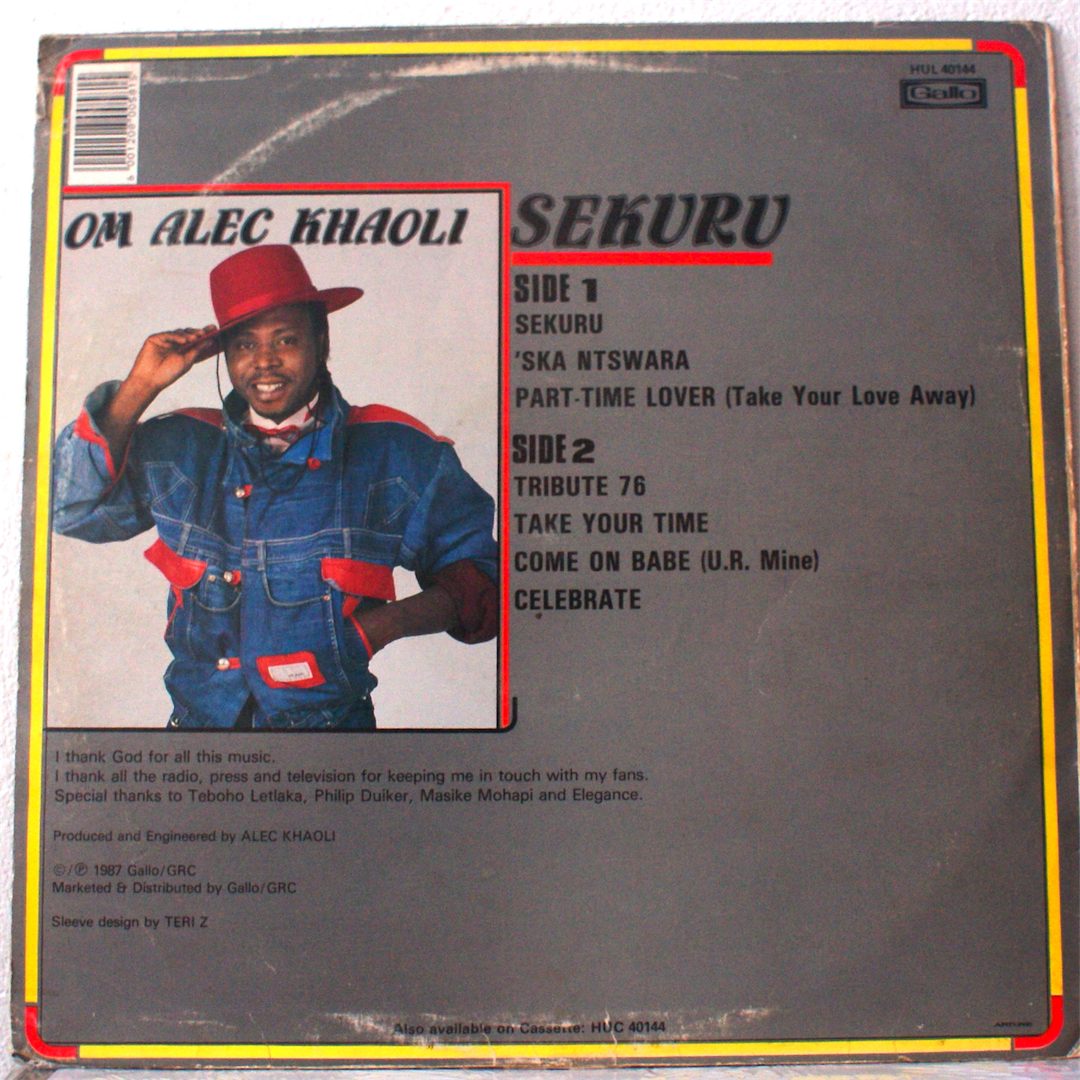 6 001208 005813
HUL 40144
Gallo
OM ALEC KHAOLI
SEKURU
SIDE 1
SEKURU
'SKA NTSWARA
PART-TIME LOVER (Take Your Love Away)
SIDE 2
TRIBUTE 76
TAKE YOUR TIME
COME ON BABE (U.R. Mine)
CELEBRATE
I thank God for all this music.
I thank all the radio, press and television for keeping me in touch with my fans.
Special thanks to Teboho Letlaka, Philip Duiker, Masike Mohapi and Elegance.
Produced and Engineered by ALEC KHAOLI
©/℗ 1987 Gallo/GRC
Marketed & Distributed by Gallo/GRC
Sleeve design by TERI Z
Also available on Cassette: HUC 40144